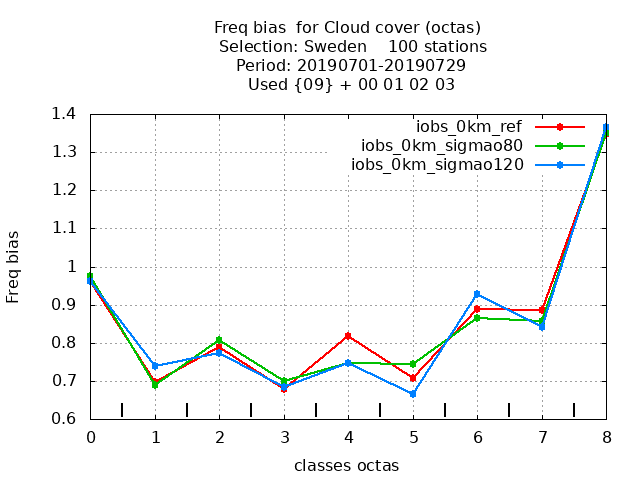 Freq bias  for Cloud cover (octas)
Selection: Sweden    100 stations
Period: 20190701-20190729
Used {09} + 00 01 02 03
iobs_0km_ref
iobs_0km_sigmao80
iobs_0km_sigmao120
1.4
1.3
1.2
1.1
1
0.9
0.8
0.7
0.6
Freq bias
0 1 2 3 4 5 6 7 8
classes octas